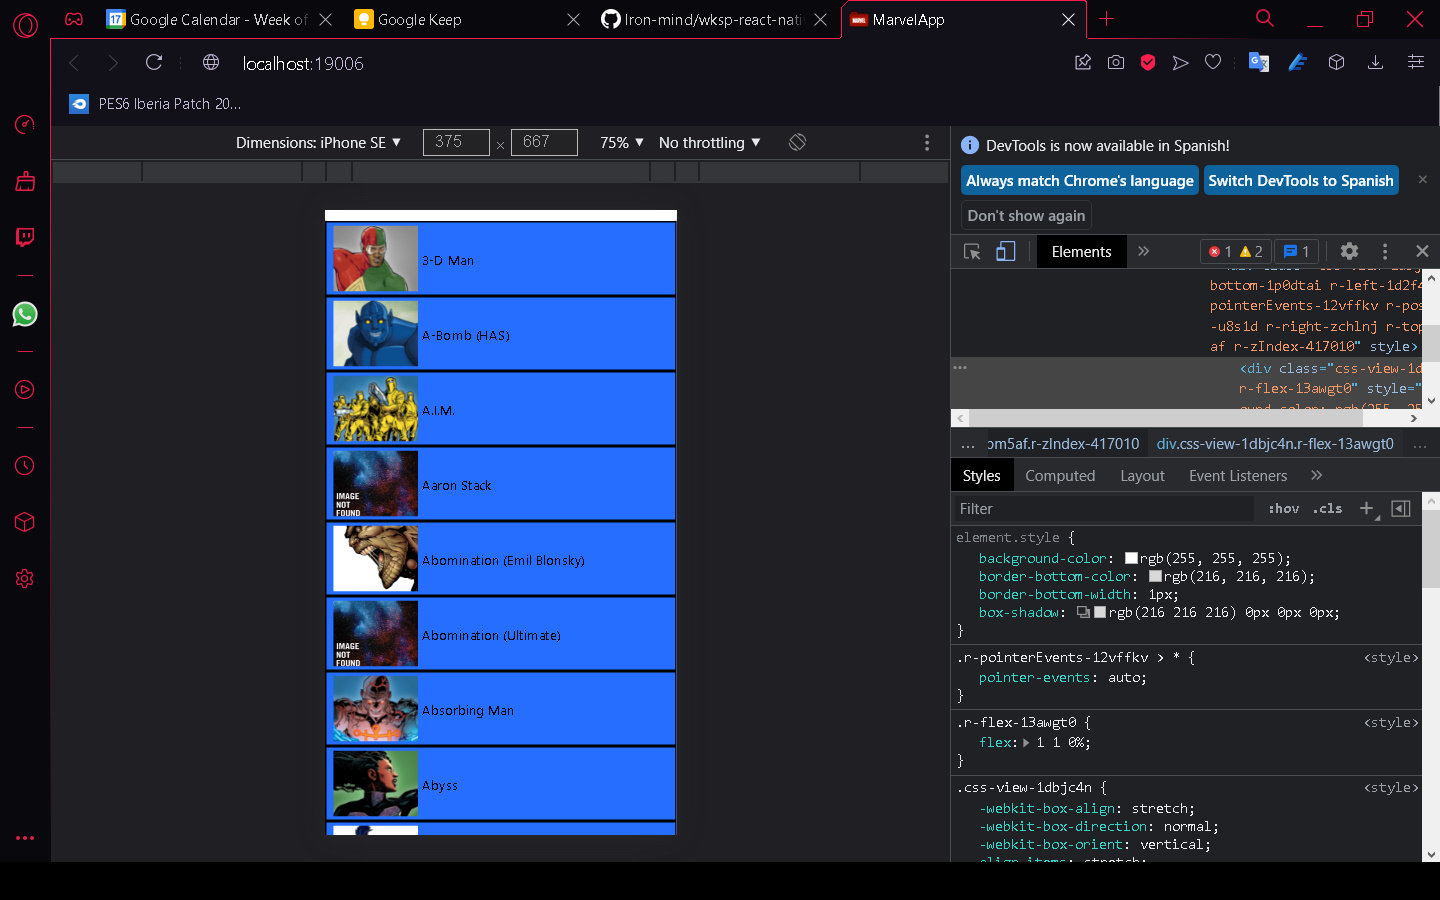 Google Calendar - Week of
Google Keep
Iron-mind/wksp-react-nati
MarvelApp
localhost:19006
PES6 Iberia Patch 20...
Dimensions: iPhone SE
375 × 667
75%
No throttling
DevTools is now available in Spanish!
Always match Chrome's language
Switch DevTools to Spanish
Don't show again
Elements
1 2
1
3-D Man
A-Bomb (HAS)
A.I.M.
IMAGE NOT FOUND
Aaron Stack
Abomination (Emil Blonsky)
IMAGE NOT FOUND
Abomination (Ultimate)
Absorbing Man
Abyss
bottom-1p0dtai r-left-1d2f4
pointerEvents-12vffkv r-pos
-u8s1d r-right-zchlnj r-top
af r-zIndex-417010" style>
<div class="css-view-1d
r-flex-13awgt0" style="
... om5af.r-zIndex-417010 div.css-view-1dbjc4n.r-flex-13awgt0 ...
Styles Computed Layout Event Listeners
Filter :hov .cls
element.style {
background-color: rgb(255, 255, 255);
border-bottom-color: rgb(216, 216, 216);
border-bottom-width: 1px;
box-shadow: rgb(216 216 216) 0px 0px 0px;
}
.r-pointerEvents-12vffkv > * { <style>
pointer-events: auto;
}
.r-flex-13awgt0 { <style>
flex: 1 1 0%;
}
.css-view-1dbjc4n { <style>
-webkit-box-align: stretch;
-webkit-box-direction: normal;
-webkit-box-orient: vertical;
align-items: stretch;